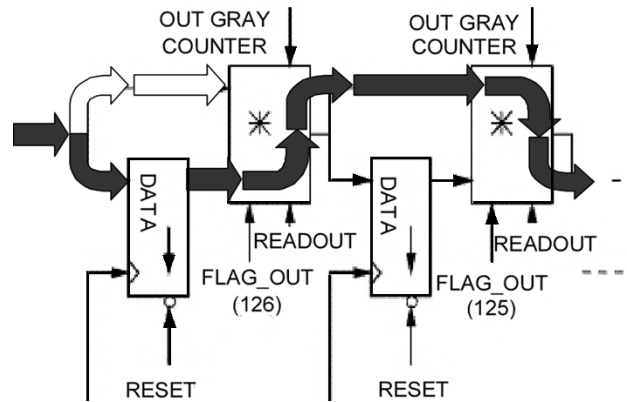 OUT GRAY
COUNTER
OUT GRAY
COUNTER
*
*
DATA
DATA
READOUT
READOUT
FLAG_OUT
(126)
FLAG_OUT
(125)
RESET
RESET